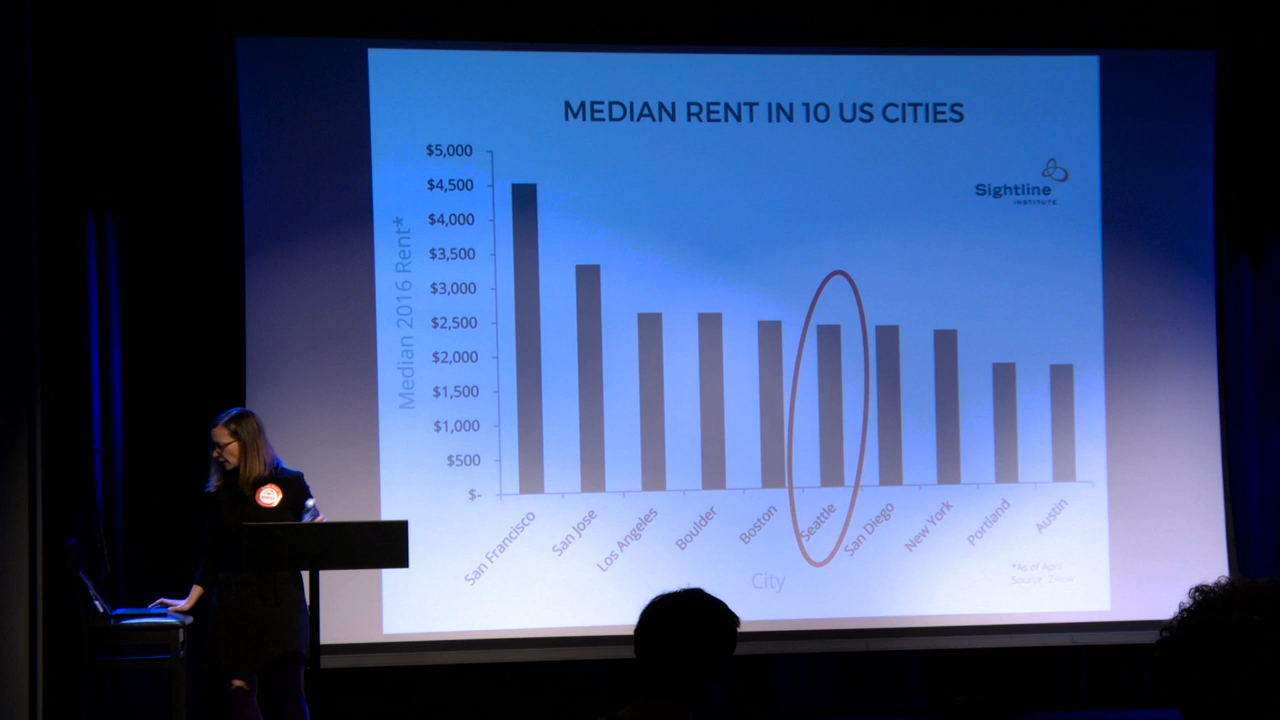 MEDIAN RENT IN 10 US CITIES
Sightline
INSTITUTE
Median 2016 Rent*
$5,000
$4,500
$4,000
$3,500
$3,000
$2,500
$2,000
$1,500
$1,000
$500
$-
San Francisco
San Jose
Los Angeles
Boulder
Boston
Seattle
San Diego
New York
Portland
Austin
City
*As of April
Source: Zillow